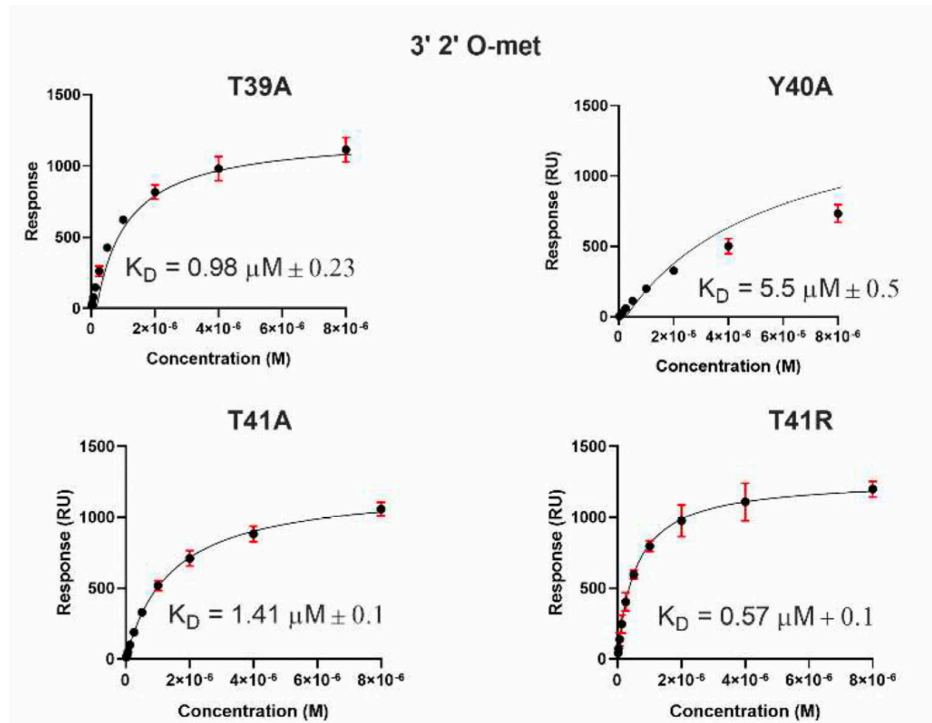 3' 2' O-met
T39A
Response
1500
1000
500
0
K_D = 0.98 μM ± 0.23
0 2×10⁻⁶ 4×10⁻⁶ 6×10⁻⁶ 8×10⁻⁶
Concentration (M)
Y40A
Response (RU)
1500
1000
500
0
K_D = 5.5 μM ± 0.5
0 2×10⁻⁶ 4×10⁻⁶ 6×10⁻⁵ 8×10⁻⁶
Concentration (M)
T41A
Response (RU)
1500
1000
500
0
K_D = 1.41 μM ± 0.1
0 2×10⁻⁶ 4×10⁻⁶ 6×10⁻⁶ 8×10⁻⁶
Concentration (M)
T41R
Response (RU)
1500
1000
500
0
K_D = 0.57 μM + 0.1
0 2×10⁻⁶ 4×10⁻⁶ 6×10⁻⁶ 8×10⁻⁶
Concentration (M)